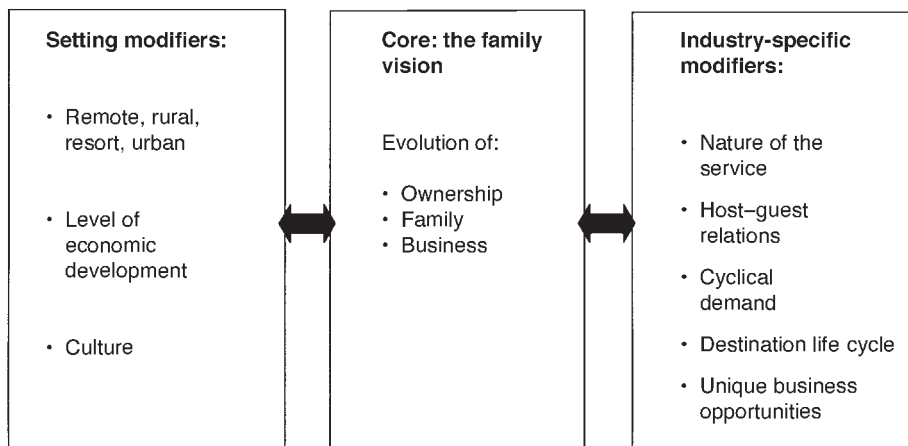 Setting modifiers:
• Remote, rural,
resort, urban
• Level of
economic
development
• Culture
Core: the family
vision
Evolution of:
• Ownership
• Family
• Business
Industry-specific
modifiers:
• Nature of the
service
• Host–guest
relations
• Cyclical
demand
• Destination life cycle
• Unique business
opportunities